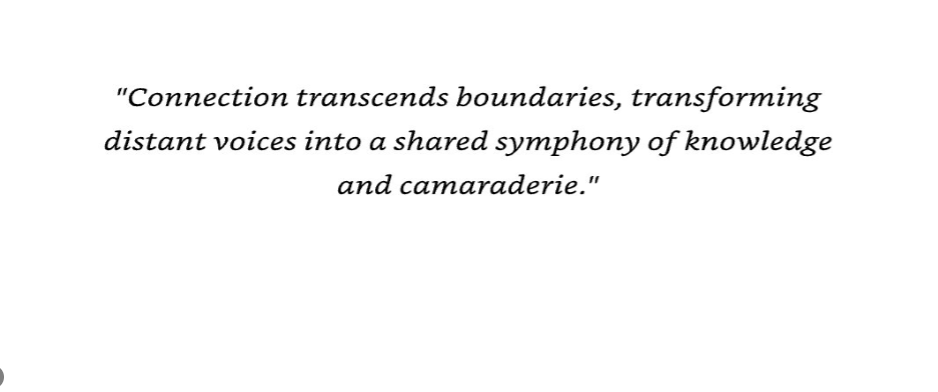 "Connection transcends boundaries, transforming
distant voices into a shared symphony of knowledge
and camaraderie."